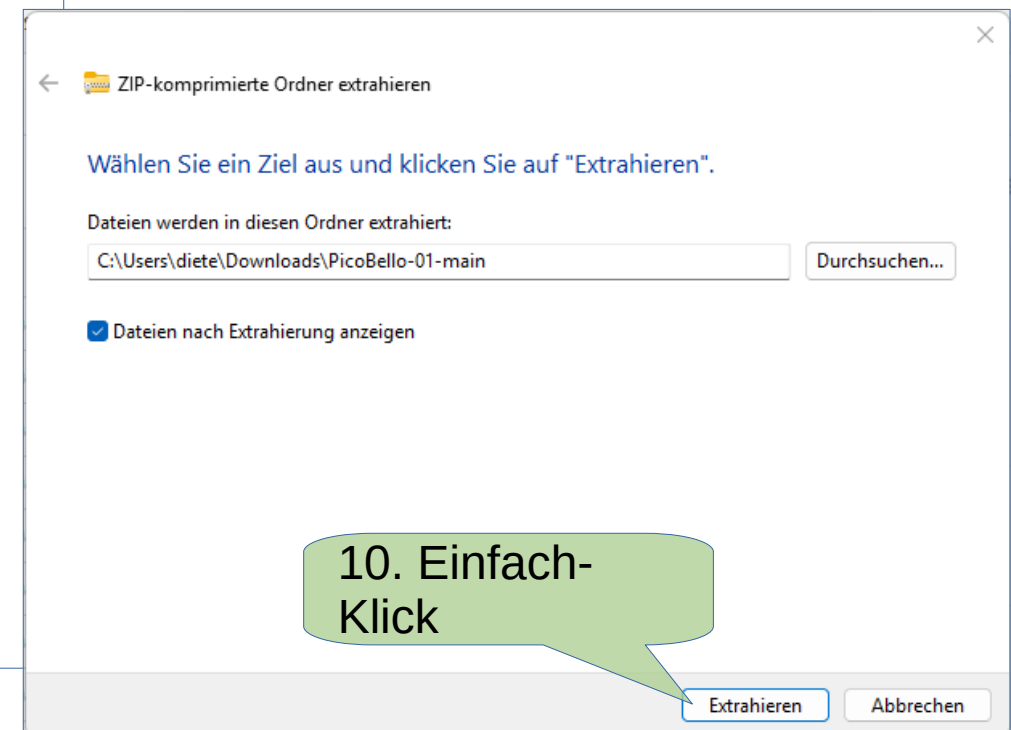 ZIP-komprimierte Ordner extrahieren
Wählen Sie ein Ziel aus und klicken Sie auf "Extrahieren".
Dateien werden in diesen Ordner extrahiert:
C:\Users\diete\Downloads\PicoBello-01-main
Durchsuchen...
Dateien nach Extrahierung anzeigen
10. Einfach-
Klick
Extrahieren
Abbrechen